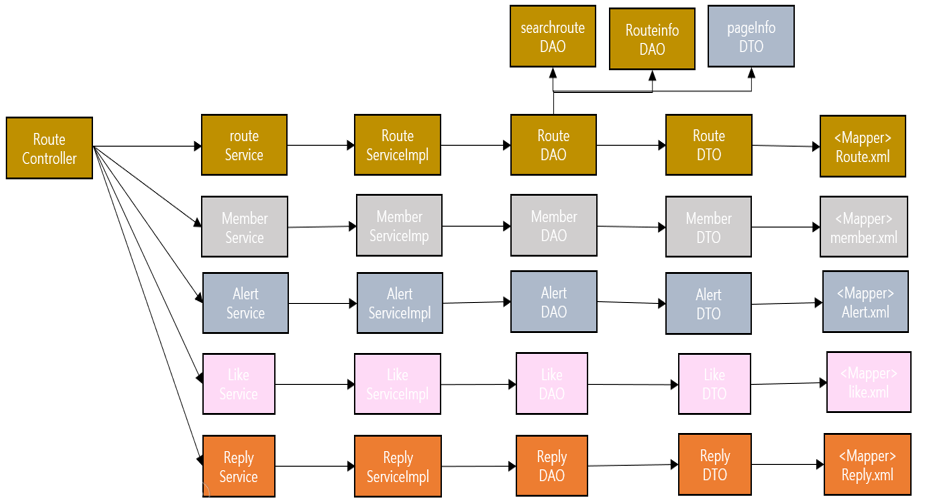 searchroute
DAO
Routeinfo
DAO
pageInfo
DTO
Route
Controller
route
Service
Route
ServiceImpl
Route
DAO
Route
DTO
<Mapper>
Route.xml
Member
Service
Member
ServiceImp
Member
DAO
Member
DTO
<Mapper>
member.xml
Alert
Service
Alert
ServiceImpl
Alert
DAO
Alert
DTO
<Mapper>
Alert.xml
Like
Service
Like
ServiceImpl
Like
DAO
Like
DTO
<Mapper>
like.xml
Reply
Service
Reply
ServiceImpl
Reply
DAO
Reply
DTO
<Mapper>
Reply.xml